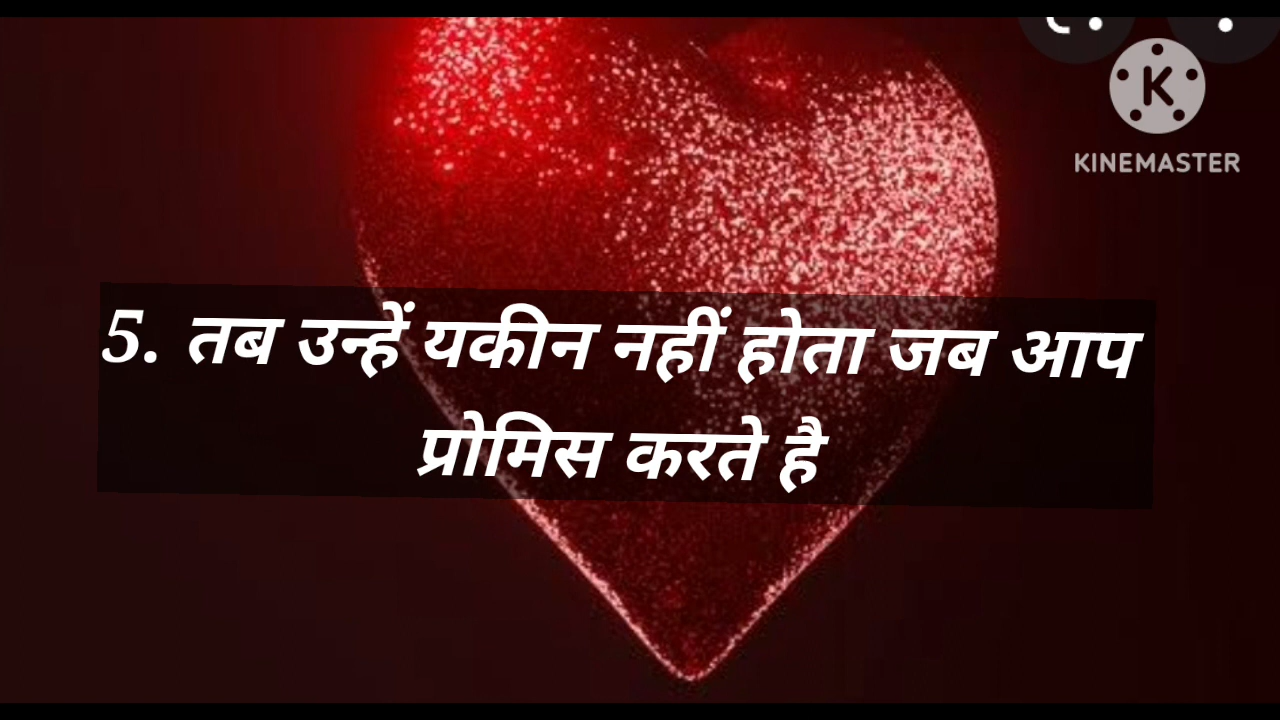 KINEMASTER
5. तब उन्हें यकीन नहीं होता जब आप
प्रोमिस करते है